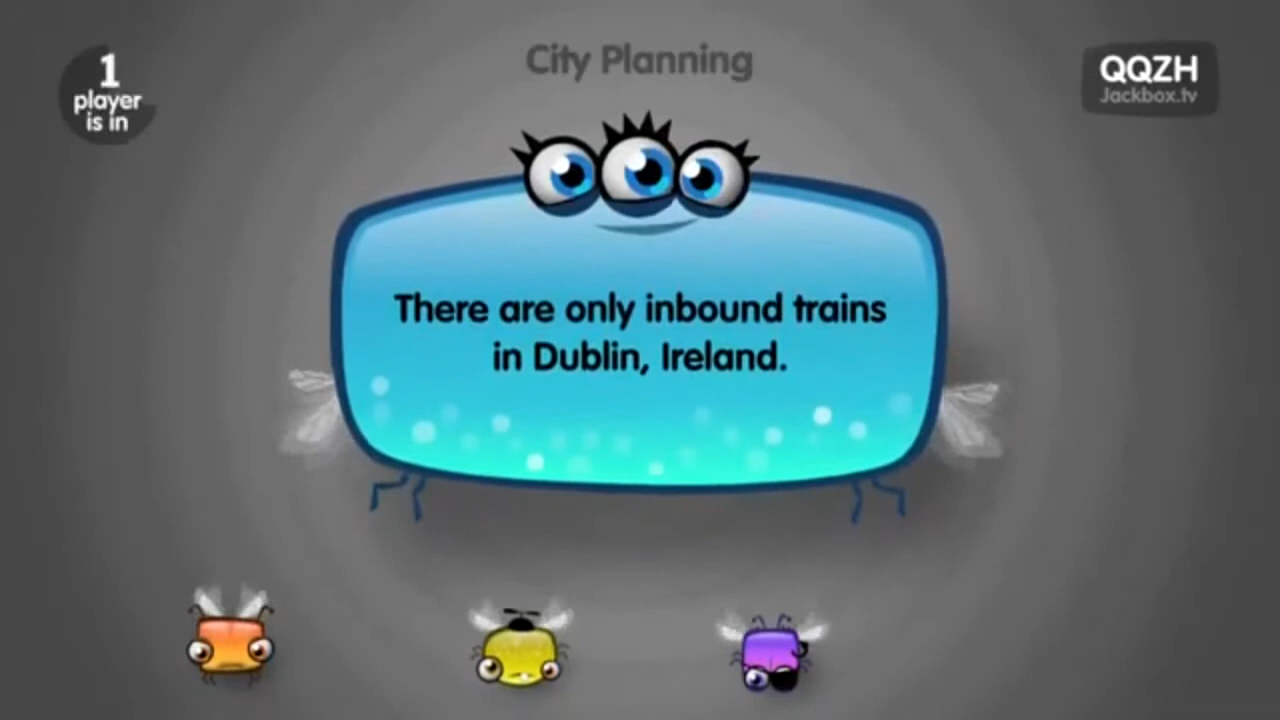 City Planning
1
player
is in
QQZH
Jackbox.tv
There are only inbound trains
in Dublin, Ireland.